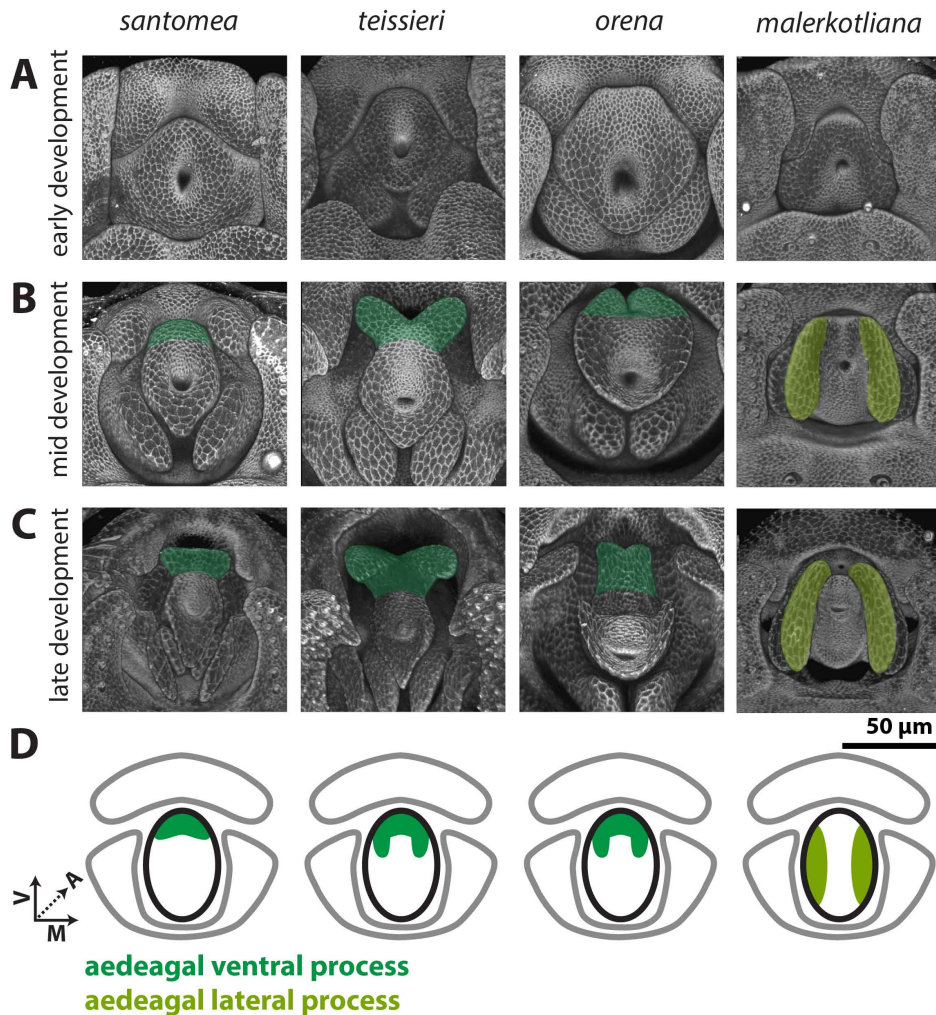 santomea teissieri orena malerkotliana
A
early development
B
mid development
C
late development
50 µm
D
V
A
M
aedeagal ventral process
aedeagal lateral process